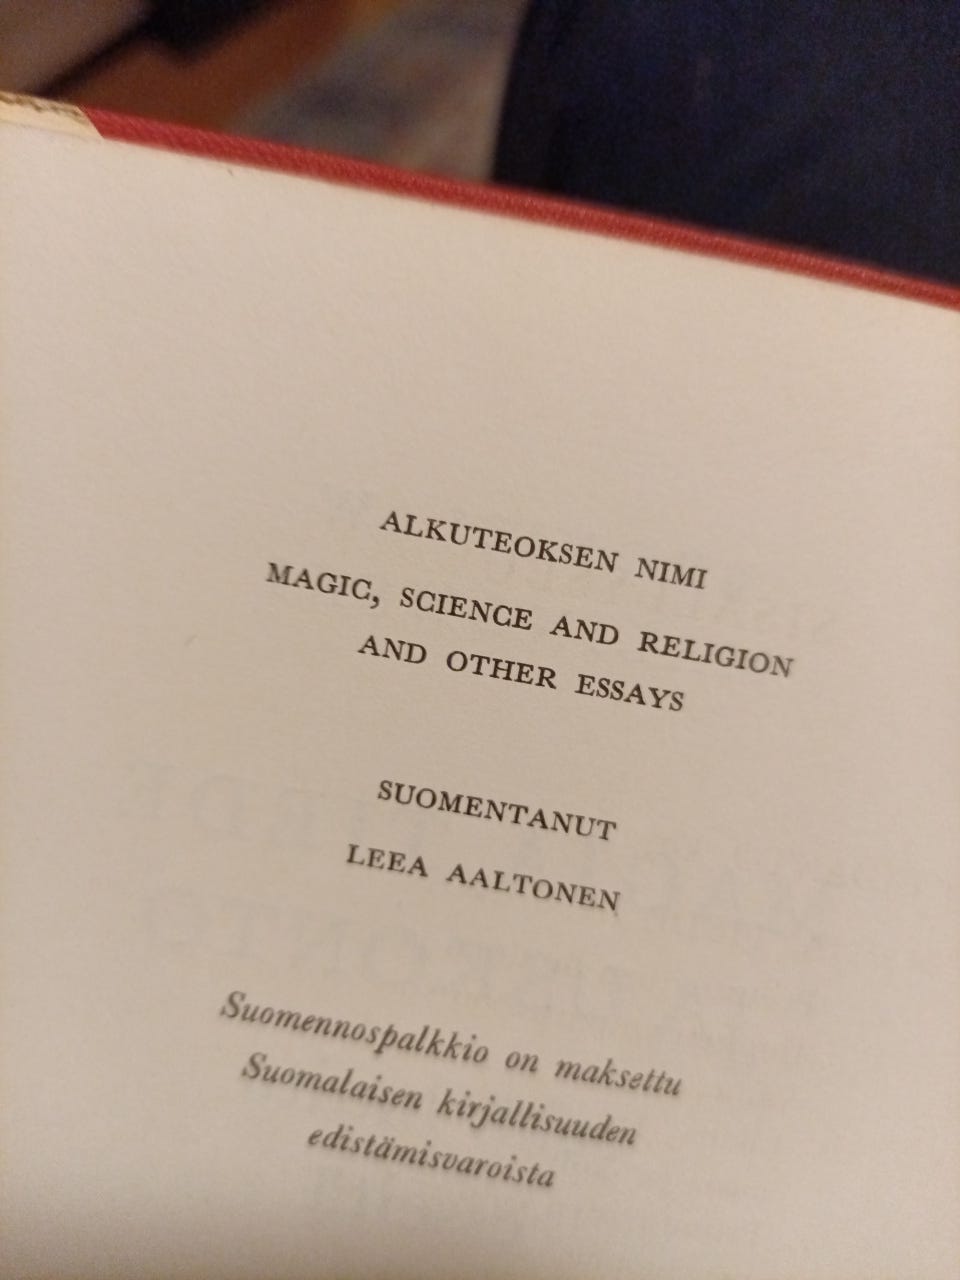 ALKUTEOKSEN NIMI
MAGIC, SCIENCE AND RELIGION
AND OTHER ESSAYS
SUOMENTANUT
LEEA AALTONEN
Suomennospalkkio on maksettu
Suomalaisen kirjallisuuden
edistämisvaroista